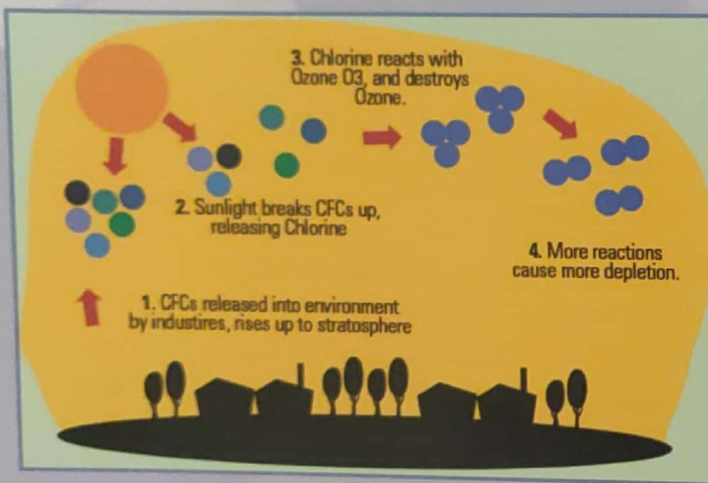 3. Chlorine reacts with
Ozone O3, and destroys
Ozone.
2. Sunlight breaks CFCs up,
releasing Chlorine
4. More reactions
cause more depletion.
1. CFCs released into environment
by industires, rises up to stratosphere